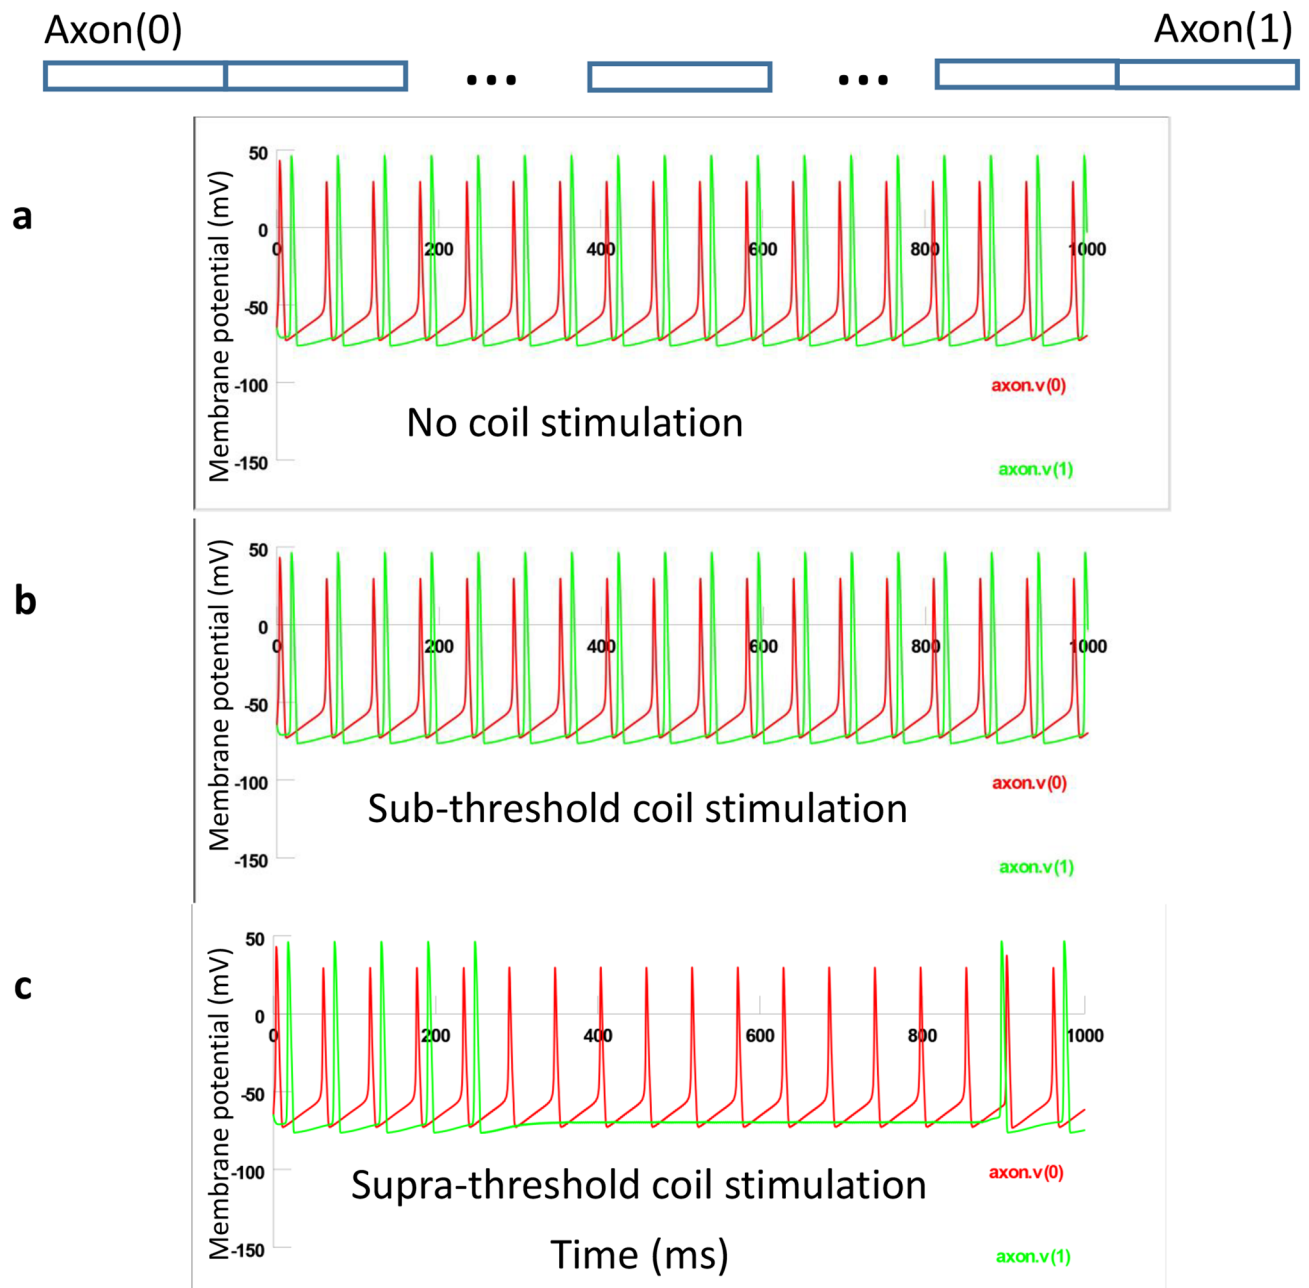 Axon(0)
Axon(1)
a
Membrane potential (mV)
50
0
-50
-100
-150
0
200
400
600
800
1000
axon.v(0)
No coil stimulation
axon.v(1)
b
Membrane potential (mV)
50
0
-50
-100
-150
0
200
400
600
800
1000
axon.v(0)
Sub-threshold coil stimulation
axon.v(1)
c
Membrane potential (mV)
50
0
-50
-100
-150
0
200
400
600
800
1000
axon.v(0)
Supra-threshold coil stimulation
Time (ms)
axon.v(1)